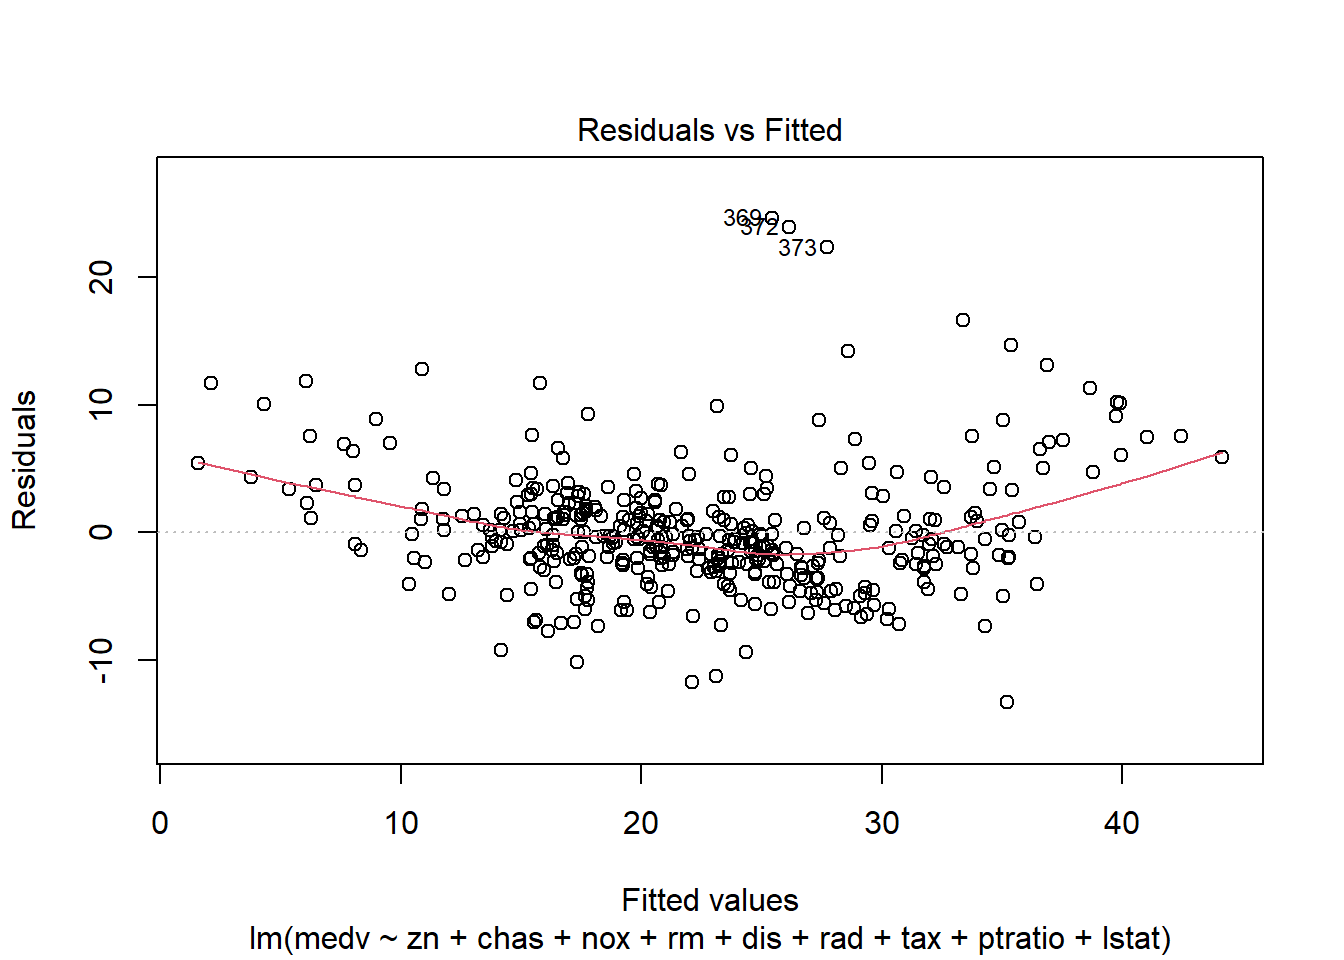 Residuals vs Fitted
369
372
373
Residuals
20
10
0
-10
0 10 20 30 40
Fitted values
lm(medv ~ zn + chas + nox + rm + dis + rad + tax + ptratio + lstat)